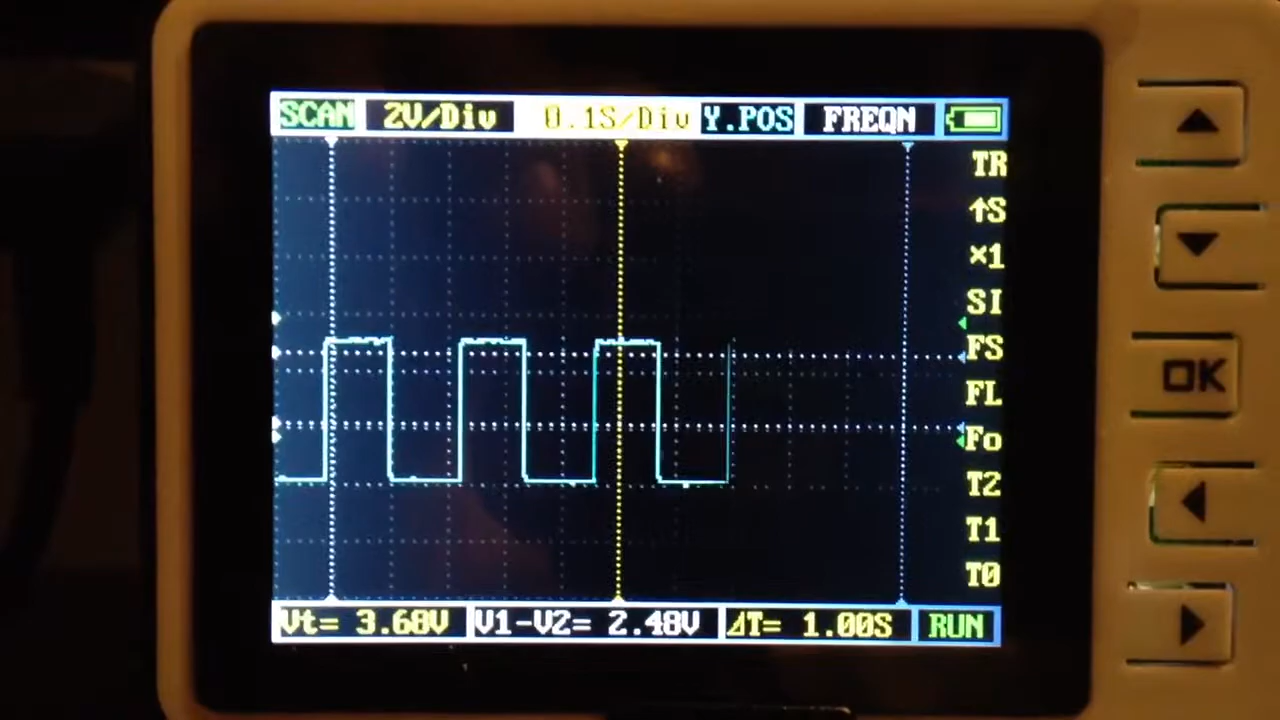 SCAN 2V/Div 0.1S/Div Y.POS FREQN
TR
↑S
×1
SI
FS
FL
Fo
T2
T1
T0
OK
Vt= 3.68V V1-V2= 2.48V ⊿T= 1.00S RUN